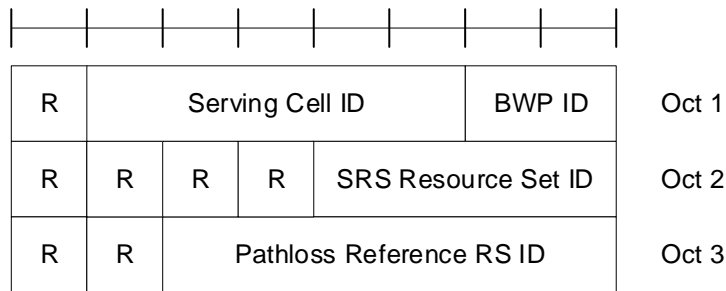 R Serving Cell ID BWP ID Oct 1
R R R R SRS Resource Set ID Oct 2
R R Pathloss Reference RS ID Oct 3